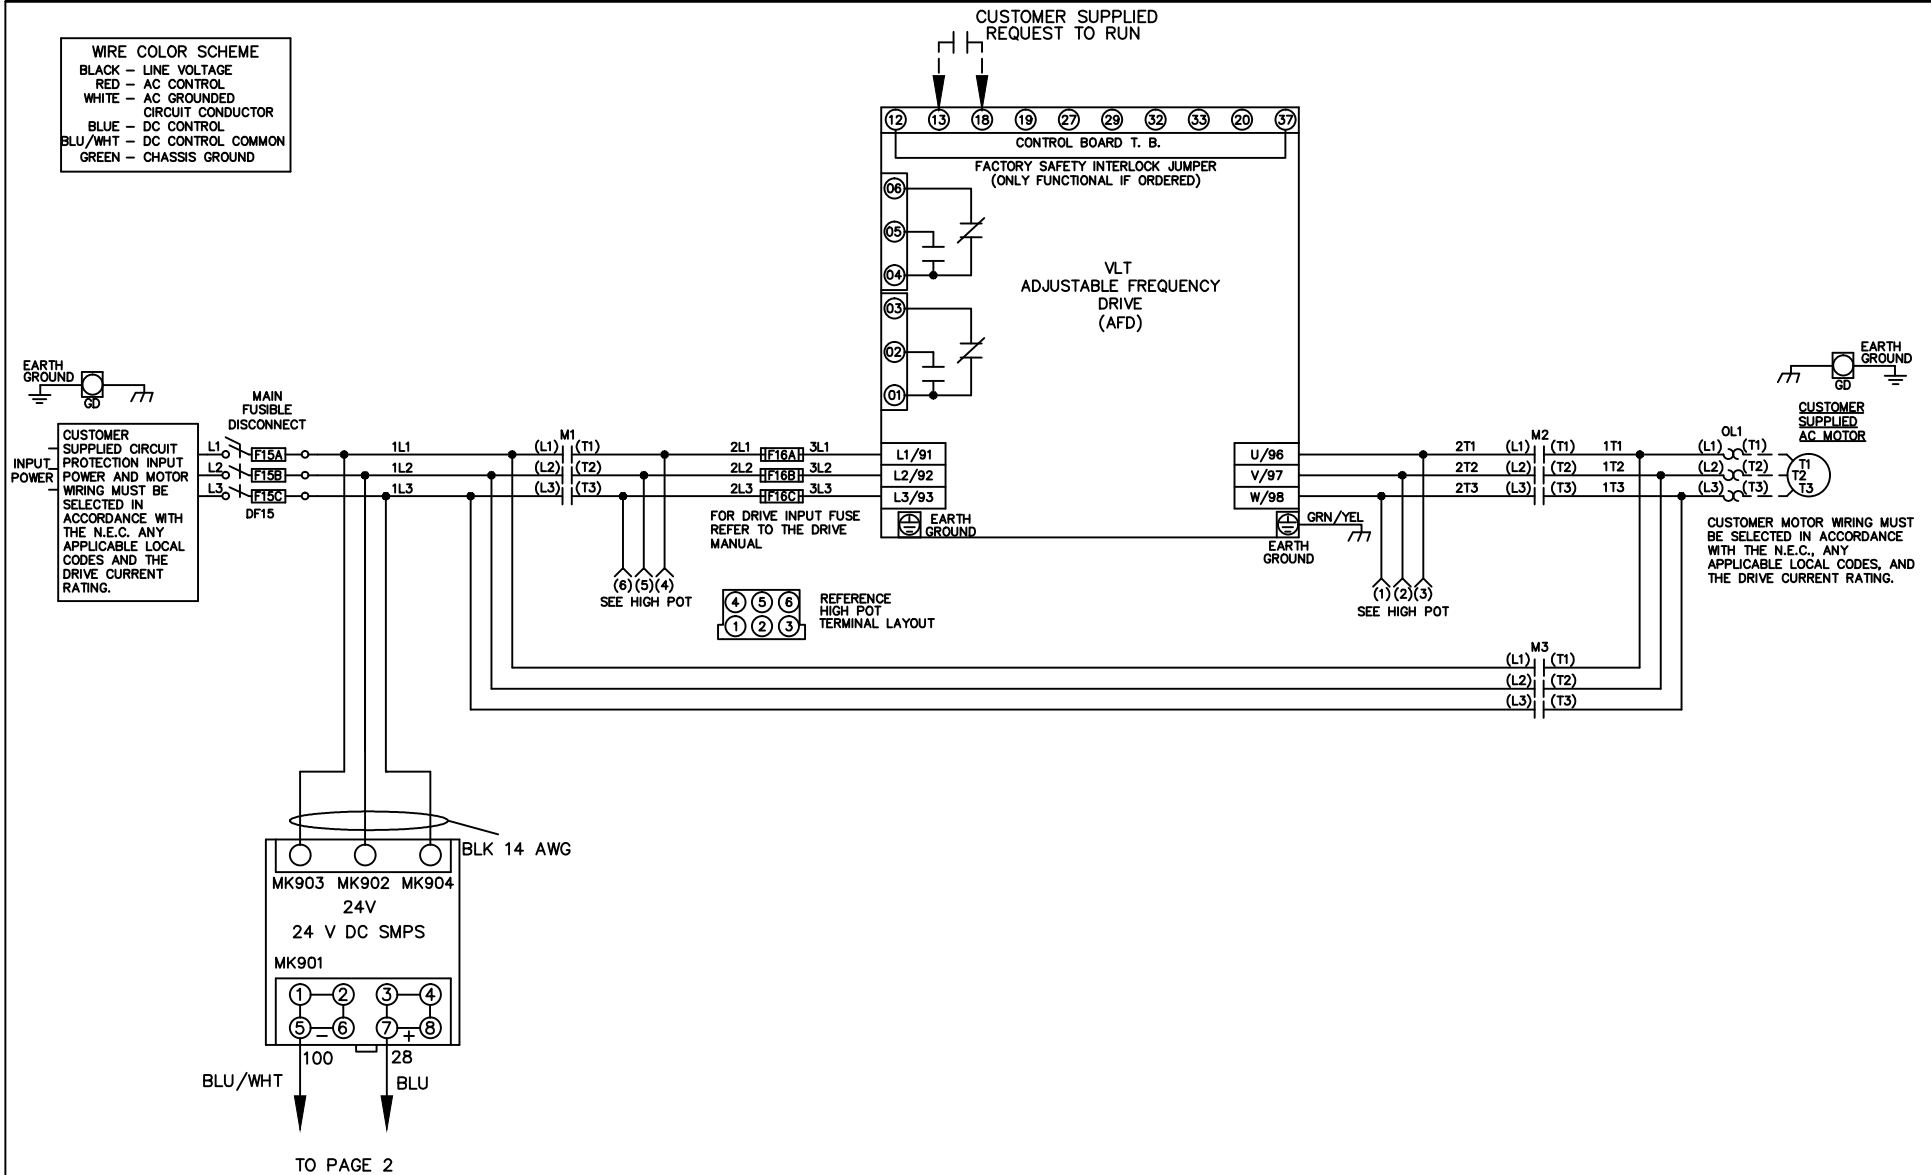 CUSTOMER SUPPLIED
REQUEST TO RUN
WIRE COLOR SCHEME
BLACK – LINE VOLTAGE
RED – AC CONTROL
WHITE – AC GROUNDED
CIRCUIT CONDUCTOR
BLUE – DC CONTROL
BLU/WHT – DC CONTROL COMMON
GREEN – CHASSIS GROUND
12 13 18 19 27 29 32 33 20 37
CONTROL BOARD T. B.
FACTORY SAFETY INTERLOCK JUMPER
(ONLY FUNCTIONAL IF ORDERED)
06
05
04
03
02
01
VLT
ADJUSTABLE FREQUENCY
DRIVE
(AFD)
EARTH
GROUND
GD
MAIN
FUSIBLE
DISCONNECT
INPUT
POWER
CUSTOMER
SUPPLIED CIRCUIT
PROTECTION INPUT
POWER AND MOTOR
WIRING MUST BE
SELECTED IN
ACCORDANCE WITH
THE N.E.C. ANY
APPLICABLE LOCAL
CODES AND THE
DRIVE CURRENT
RATING.
L1 F15A 1L1
L2 F15B 1L2
L3 F15C 1L3
DF15
M1
(L1) (T1)
(L2) (T2)
(L3) (T3)
2L1 F16A 3L1
2L2 F16B 3L2
2L3 F16C 3L3
FOR DRIVE INPUT FUSE
REFER TO THE DRIVE
MANUAL
L1/91
L2/92
L3/93
EARTH
GROUND
(6) (5) (4)
SEE HIGH POT
4 5 6
1 2 3
REFERENCE
HIGH POT
TERMINAL LAYOUT
U/96
V/97
W/98
GRN/YEL
EARTH
GROUND
2T1
2T2
2T3
(1) (2) (3)
SEE HIGH POT
M2
(L1) (T1)
(L2) (T2)
(L3) (T3)
1T1
1T2
1T3
OL1
(L1) (T1)
(L2) (T2)
(L3) (T3)
T1
T2
T3
EARTH
GROUND
GD
CUSTOMER
SUPPLIED
AC MOTOR
CUSTOMER MOTOR WIRING MUST
BE SELECTED IN ACCORDANCE
WITH THE N.E.C., ANY
APPLICABLE LOCAL CODES, AND
THE DRIVE CURRENT RATING.
M3
(L1) (T1)
(L2) (T2)
(L3) (T3)
BLK 14 AWG
MK903 MK902 MK904
24V
24 V DC SMPS
MK901
1 2 3 4
5 – 6 7 + 8
100 28
BLU/WHT BLU
TO PAGE 2